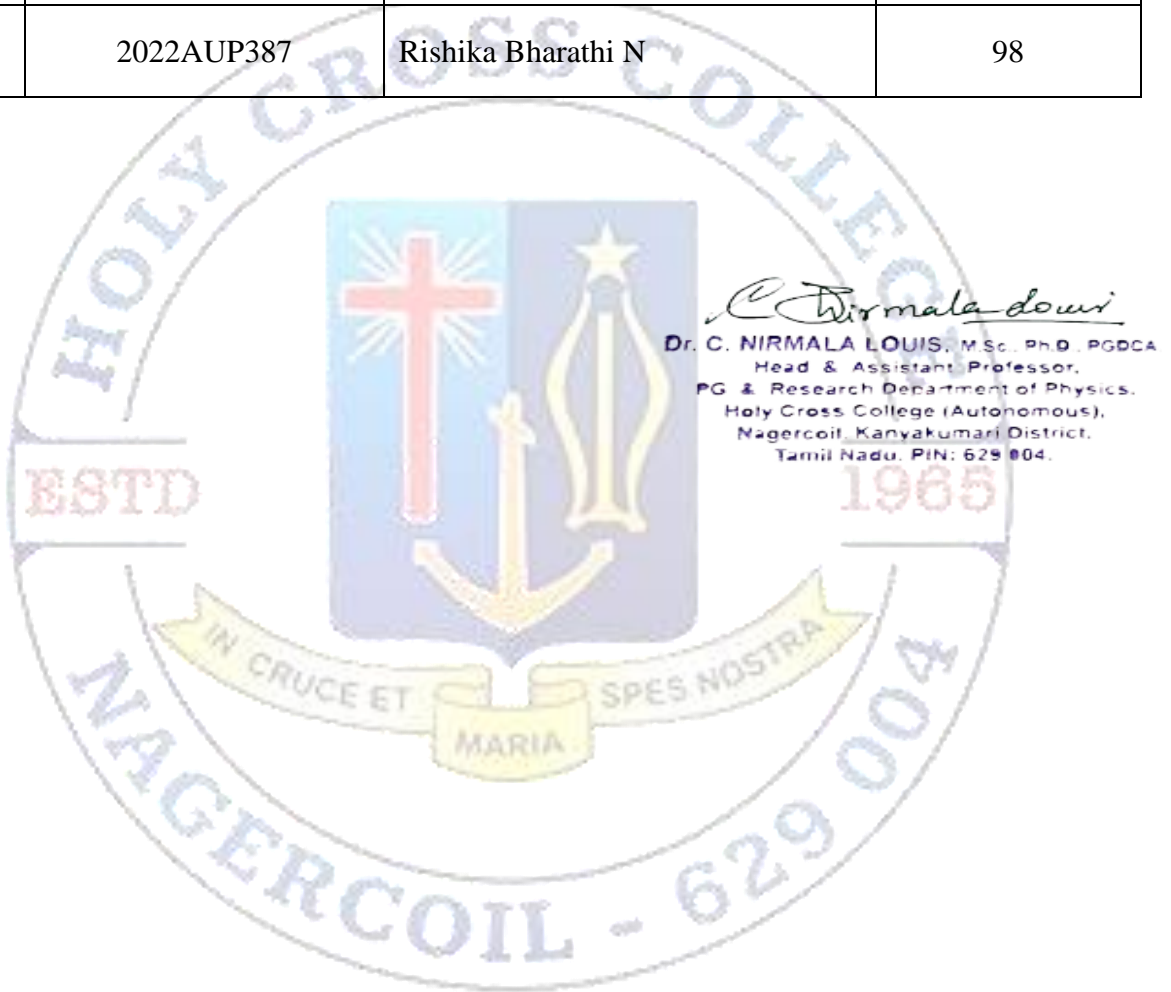 2022AUP387 Rishika Bharathi N 98
HOLY CROSS COLLEGE
C Nirmala Louis
Dr. C. NIRMALA LOUIS, M.Sc., Ph.D., PGDCA
Head & Assistant Professor,
PG & Research Department of Physics,
Holy Cross College (Autonomous),
Nagercoil, Kanyakumari District,
Tamil Nadu. PIN: 629 004.
ESTD 1965
IN CRUCE ET MARIA SPES NOSTRA
NAGERCOIL - 629 004